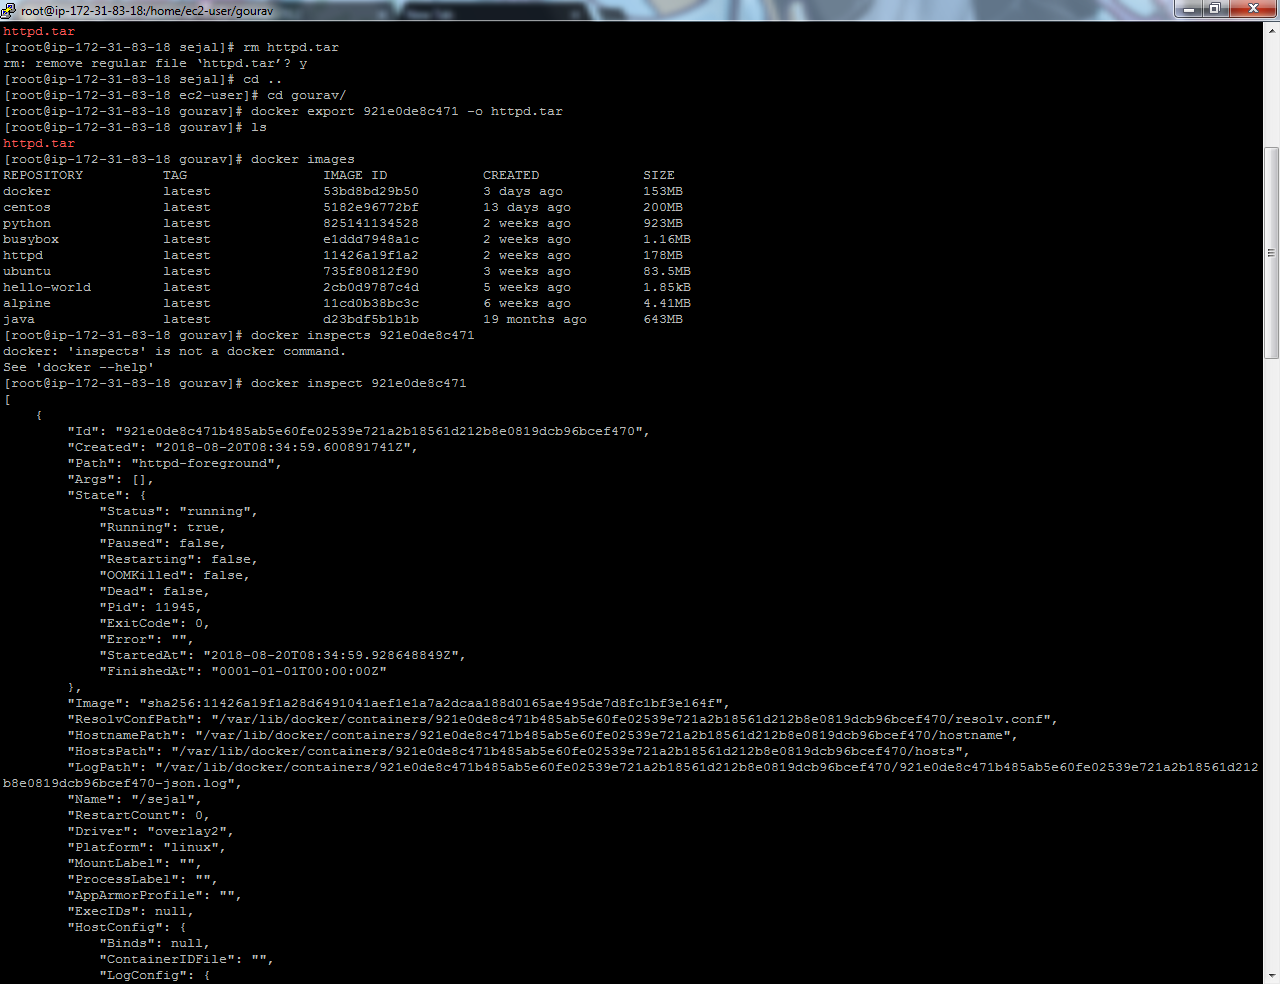 root@ip-172-31-83-18:/home/ec2-user/gourav
httpd.tar
[root@ip-172-31-83-18 sejal]# rm httpd.tar
rm: remove regular file ‘httpd.tar’? y
[root@ip-172-31-83-18 sejal]# cd ..
[root@ip-172-31-83-18 ec2-user]# cd gourav/
[root@ip-172-31-83-18 gourav]# docker export 921e0de8c471 -o httpd.tar
[root@ip-172-31-83-18 gourav]# ls
httpd.tar
[root@ip-172-31-83-18 gourav]# docker images
REPOSITORY          TAG                 IMAGE ID            CREATED             SIZE
docker              latest              53bd8bd29b50        3 days ago          153MB
centos              latest              5182e96772bf        13 days ago         200MB
python              latest              825141134528        2 weeks ago         923MB
busybox             latest              e1ddd7948a1c        2 weeks ago         1.16MB
httpd               latest              11426a19f1a2        2 weeks ago         178MB
ubuntu              latest              735f80812f90        3 weeks ago         83.5MB
hello-world         latest              2cb0d9787c4d        5 weeks ago         1.85kB
alpine              latest              11cd0b38bc3c        6 weeks ago         4.41MB
java                latest              d23bdf5b1b1b        19 months ago       643MB
[root@ip-172-31-83-18 gourav]# docker inspects 921e0de8c471
docker: 'inspects' is not a docker command.
See 'docker --help'
[root@ip-172-31-83-18 gourav]# docker inspect 921e0de8c471
[
    {
        "Id": "921e0de8c471b485ab5e60fe02539e721a2b18561d212b8e0819dcb96bcef470",
        "Created": "2018-08-20T08:34:59.600891741Z",
        "Path": "httpd-foreground",
        "Args": [],
        "State": {
            "Status": "running",
            "Running": true,
            "Paused": false,
            "Restarting": false,
            "OOMKilled": false,
            "Dead": false,
            "Pid": 11945,
            "ExitCode": 0,
            "Error": "",
            "StartedAt": "2018-08-20T08:34:59.928648849Z",
            "FinishedAt": "0001-01-01T00:00:00Z"
        },
        "Image": "sha256:11426a19f1a28d6491041aef1e1a7a2dcaa188d0165ae495de7d8fc1bf3e164f",
        "ResolvConfPath": "/var/lib/docker/containers/921e0de8c471b485ab5e60fe02539e721a2b18561d212b8e0819dcb96bcef470/resolv.conf",
        "HostnamePath": "/var/lib/docker/containers/921e0de8c471b485ab5e60fe02539e721a2b18561d212b8e0819dcb96bcef470/hostname",
        "HostsPath": "/var/lib/docker/containers/921e0de8c471b485ab5e60fe02539e721a2b18561d212b8e0819dcb96bcef470/hosts",
        "LogPath": "/var/lib/docker/containers/921e0de8c471b485ab5e60fe02539e721a2b18561d212b8e0819dcb96bcef470/921e0de8c471b485ab5e60fe02539e721a2b18561d212
b8e0819dcb96bcef470-json.log",
        "Name": "/sejal",
        "RestartCount": 0,
        "Driver": "overlay2",
        "Platform": "linux",
        "MountLabel": "",
        "ProcessLabel": "",
        "AppArmorProfile": "",
        "ExecIDs": null,
        "HostConfig": {
            "Binds": null,
            "ContainerIDFile": "",
            "LogConfig": {